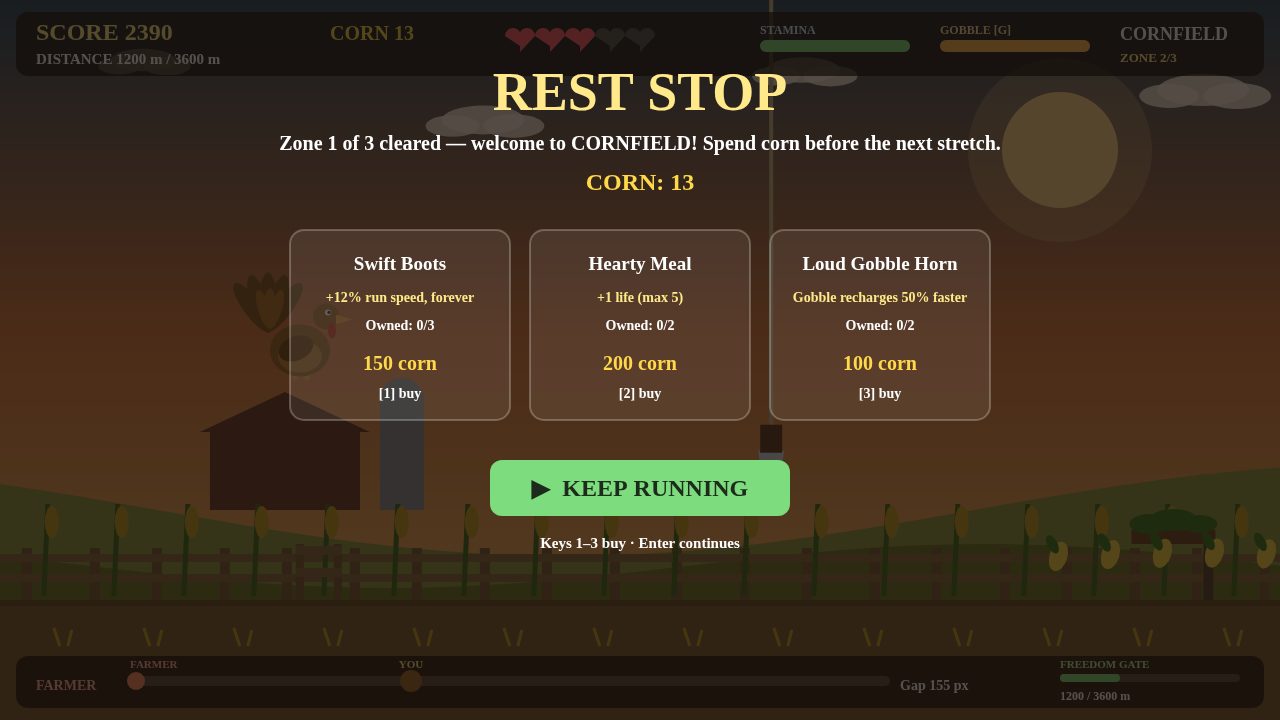 SCORE 2390
DISTANCE 1200 m / 3600 m
CORN 13
STAMINA
GOBBLE [G]
CORNFIELD
ZONE 2/3
REST STOP
Zone 1 of 3 cleared — welcome to CORNFIELD! Spend corn before the next stretch.
CORN: 13
Swift Boots
+12% run speed, forever
Owned: 0/3
150 corn
[1] buy
Hearty Meal
+1 life (max 5)
Owned: 0/2
200 corn
[2] buy
Loud Gobble Horn
Gobble recharges 50% faster
Owned: 0/2
100 corn
[3] buy
▶ KEEP RUNNING
Keys 1–3 buy · Enter continues
FARMER
FARMER
YOU
Gap 155 px
FREEDOM GATE
1200 / 3600 m